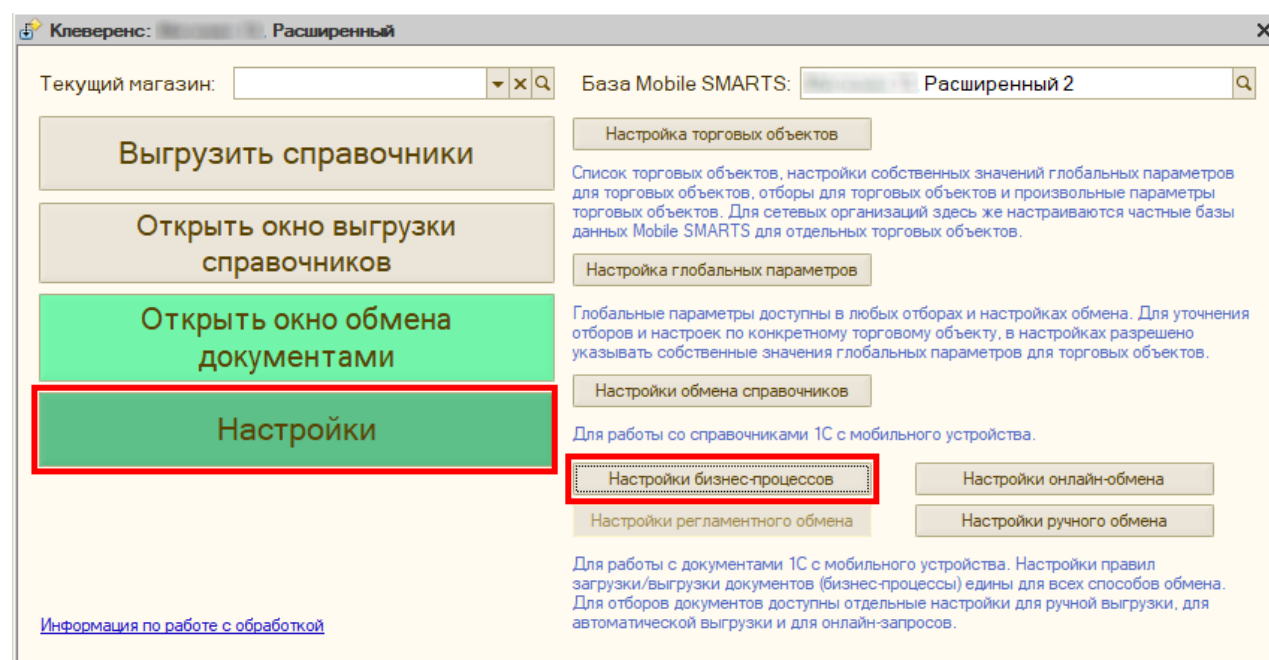 Клеверенс: . Расширенный
Текущий магазин:
База Mobile SMARTS: Расширенный 2
Выгрузить справочники
Открыть окно выгрузки
справочников
Открыть окно обмена
документами
Настройки
Информация по работе с обработкой
Настройка торговых объектов
Список торговых объектов, настройки собственных значений глобальных параметров
для торговых объектов, отборы для торговых объектов и произвольные параметры
торговых объектов. Для сетевых организаций здесь же настраиваются частные базы
данных Mobile SMARTS для отдельных торговых объектов.
Настройка глобальных параметров
Глобальные параметры доступны в любых отборах и настройках обмена. Для уточнения
отборов и настроек по конкретному торговому объекту, в настройках разрешено
указывать собственные значения глобальных параметров для торговых объектов.
Настройки обмена справочников
Для работы со справочниками 1С с мобильного устройства.
Настройки бизнес-процессов
Настройки онлайн-обмена
Настройки регламентного обмена
Настройки ручного обмена
Для работы с документами 1С с мобильного устройства. Настройки правил
загрузки/выгрузки документов (бизнес-процессы) едины для всех способов обмена.
Для отборов документов доступны отдельные настройки для ручной выгрузки, для
автоматической выгрузки и для онлайн-запросов.